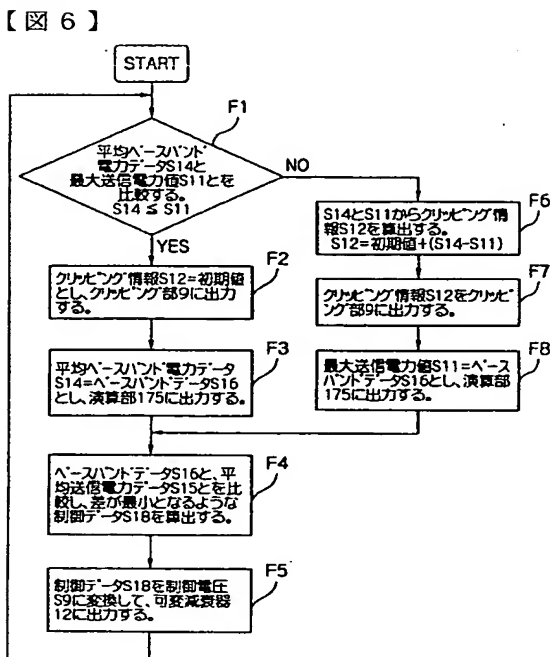 【図６】
START
F1
平均ベースバンド
電力データS14と
最大送信電力値S11とを
比較する。
S14 ≦ S11
NO
YES
F2
クリッピング情報S12=初期値
とし、クリッピング部9に出力
する。
F3
平均ベースバンド電力データ
S14=ベースバンドデータS16
とし、演算部175に出力する。
F6
S14とS11からクリッピング情
報S12を算出する。
S12=初期値+(S14-S11)
F7
クリッピング情報S12をクリッピ
ング部9に出力する。
F8
最大送信電力値S11=ベース
バンドデータS16とし、演算部
175に出力する。
F4
ベースバンドデータS16と、平
均送信電力データS15とを比
較し、差が最小となるような
制御データS18を算出する。
F5
制御データS18を制御電圧
S9に変換して、可変減衰器
12に出力する。